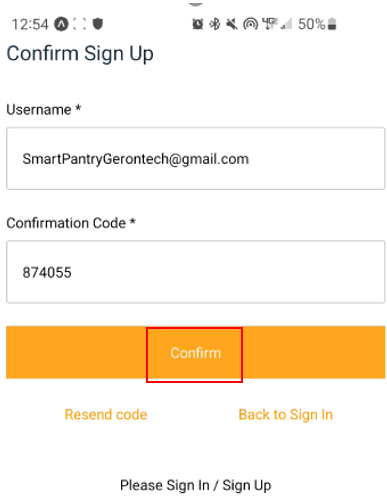 12:54 50%
Confirm Sign Up
Username *
SmartPantryGerontech@gmail.com
Confirmation Code *
874055
Confirm
Resend code Back to Sign In
Please Sign In / Sign Up